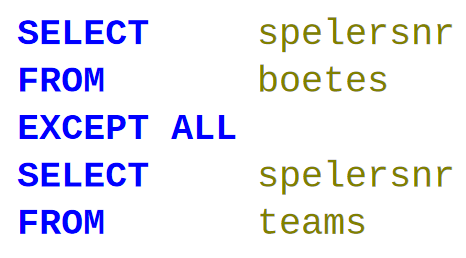 SELECT spelersnr
FROM boetes
EXCEPT ALL
SELECT spelersnr
FROM teams